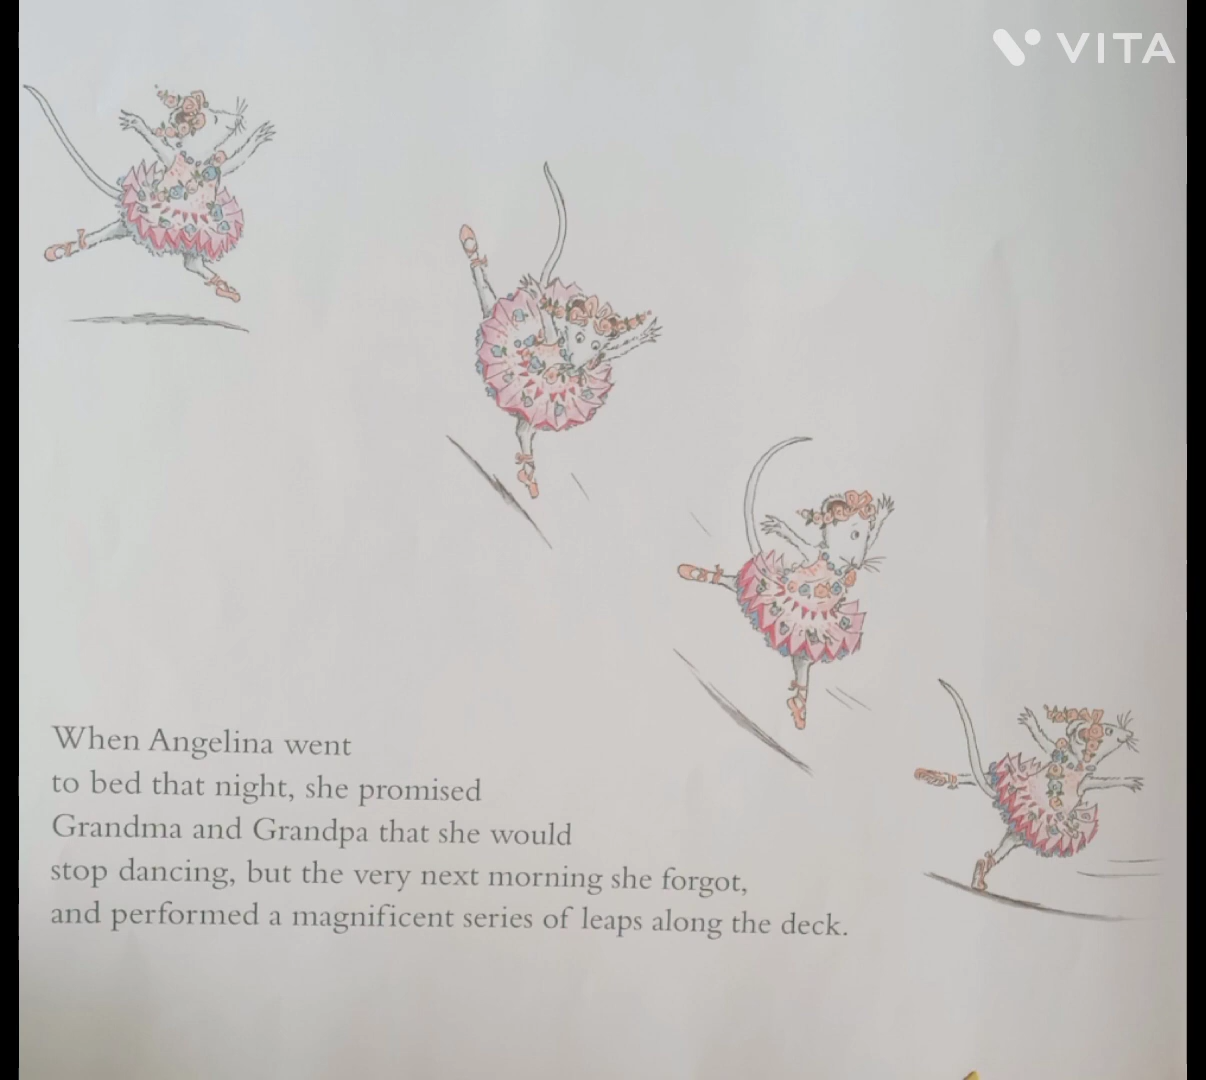 VITA
When Angelina went
to bed that night, she promised
Grandma and Grandpa that she would
stop dancing, but the very next morning she forgot,
and performed a magnificent series of leaps along the deck.